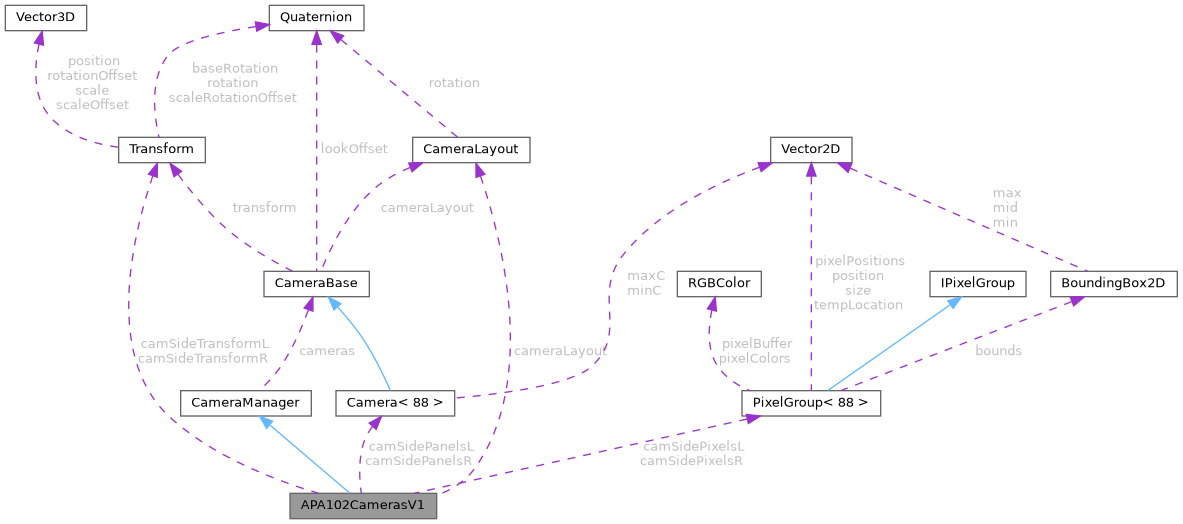 Vector3D
Quaternion
position
rotationOffset
scale
scaleOffset
baseRotation
rotation
scaleRotationOffset
rotation
Transform
lookOffset
CameraLayout
Vector2D
transform
cameraLayout
max
mid
min
maxC
minC
pixelPositions
position
size
tempLocation
CameraBase
RGBColor
IPixelGroup
BoundingBox2D
camSideTransformL
camSideTransformR
cameras
cameraLayout
pixelBuffer
pixelColors
bounds
CameraManager
Camera< 88 >
PixelGroup< 88 >
camSidePanelsL
camSidePanelsR
camSidePixelsL
camSidePixelsR
APA102CamerasV1